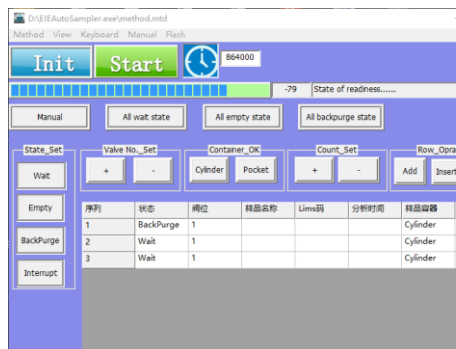 D:\EIEAutoSampler.exe\method.mtd
Method View Keyboard Manual Flash
Init Start 864000
-79 State of readiness......
Manual All wait state All empty state All backpurge state
State_Set Valve No._Set Container_OK Count_Set Row_Opra
Wait + - Cylinder Pocket + - Add Insert
Empty
BackPurge
Interrupt
序列 状态 阀位 样品名称 Lims码 分析时间 样品容器
1 BackPurge 1 Cylinder
2 Wait 1 Cylinder
3 Wait 1 Cylinder